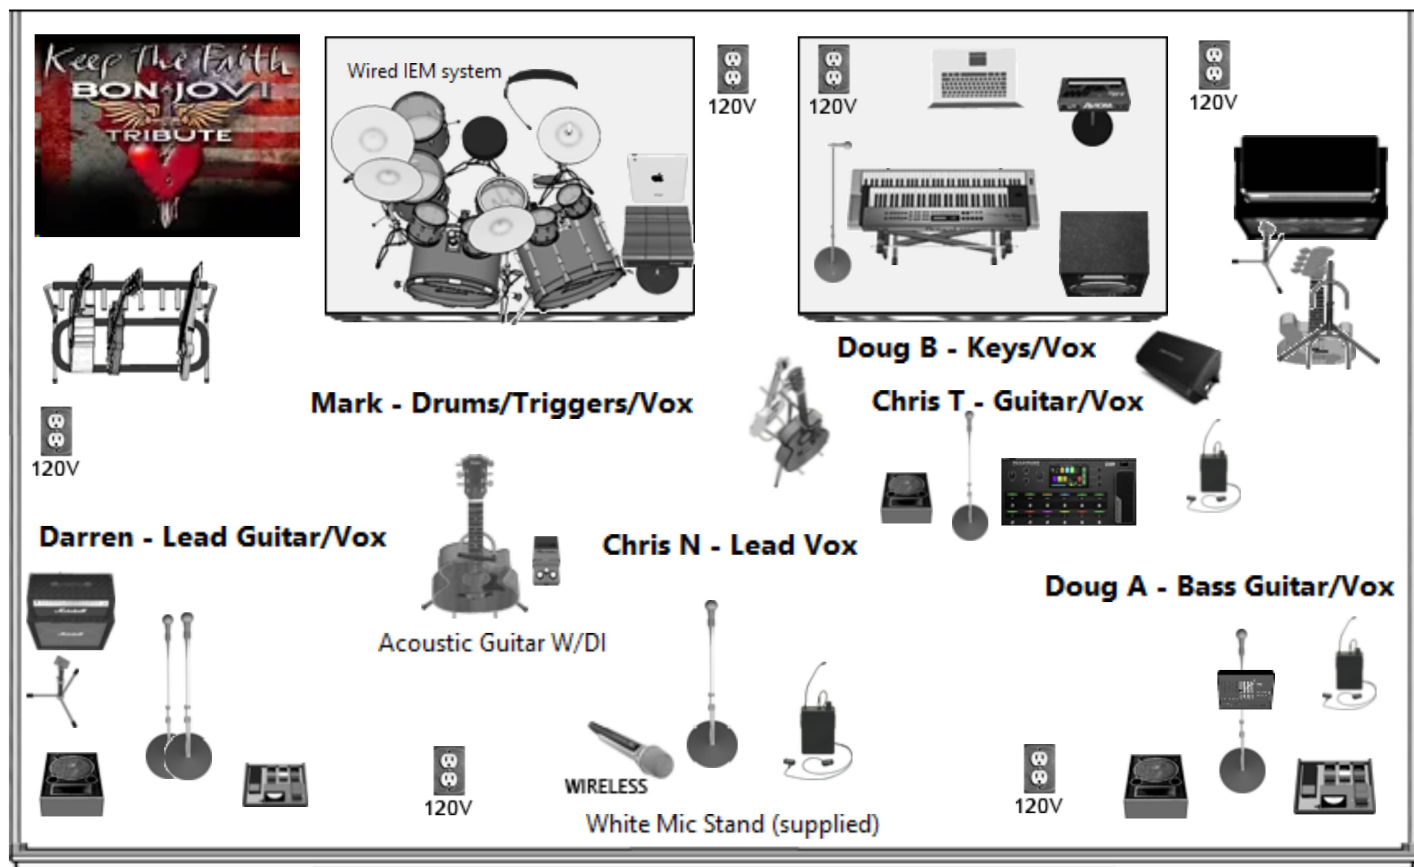 Keep The Faith
BON JOVI
TRIBUTE
Wired IEM system
120V
120V
120V
AVIOM
Doug B - Keys/Vox
Mark - Drums/Triggers/Vox
Chris T - Guitar/Vox
120V
Darren - Lead Guitar/Vox
Chris N - Lead Vox
Doug A - Bass Guitar/Vox
Marshall
Acoustic Guitar W/DI
WIRELESS
120V
120V
White Mic Stand (supplied)